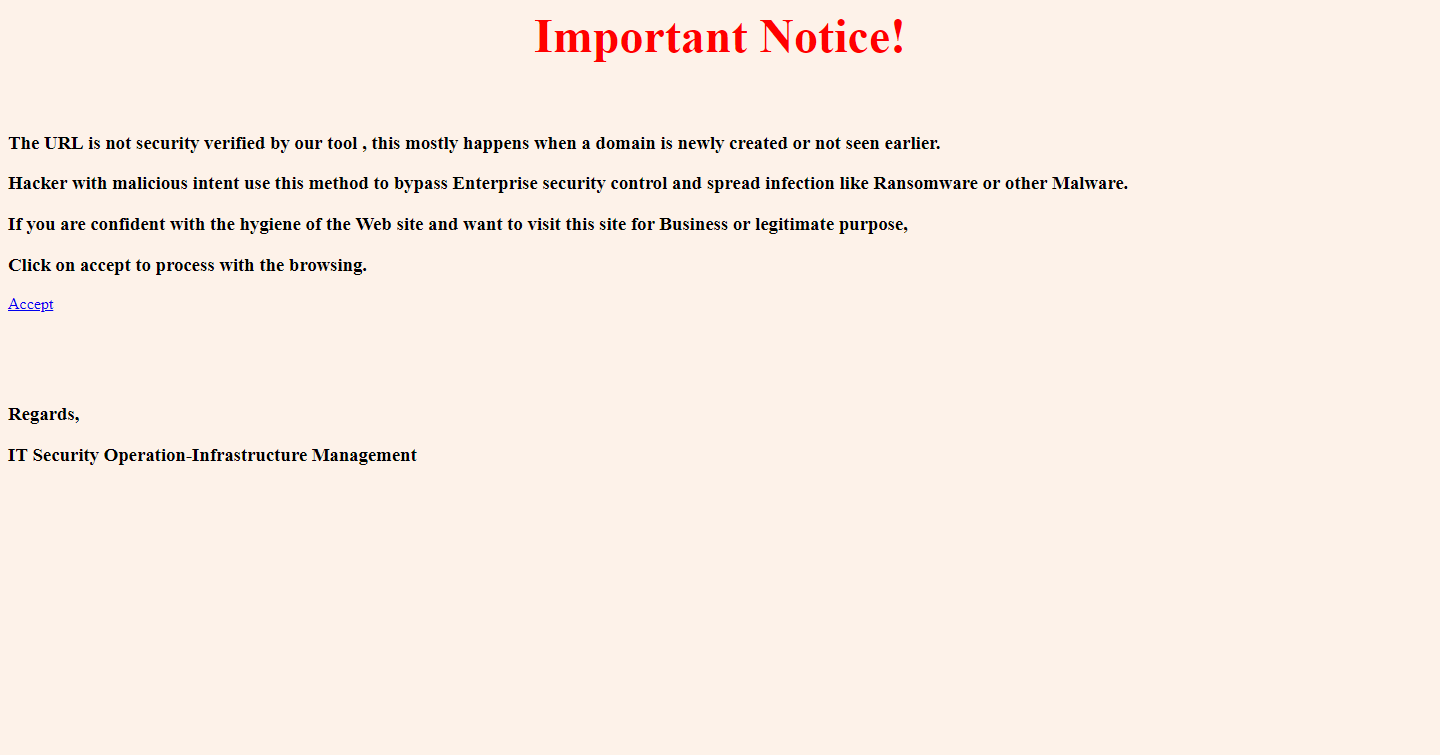 Important Notice!
The URL is not security verified by our tool , this mostly happens when a domain is newly created or not seen earlier.
Hacker with malicious intent use this method to bypass Enterprise security control and spread infection like Ransomware or other Malware.
If you are confident with the hygiene of the Web site and want to visit this site for Business or legitimate purpose,
Click on accept to process with the browsing.
Accept
Regards,
IT Security Operation-Infrastructure Management